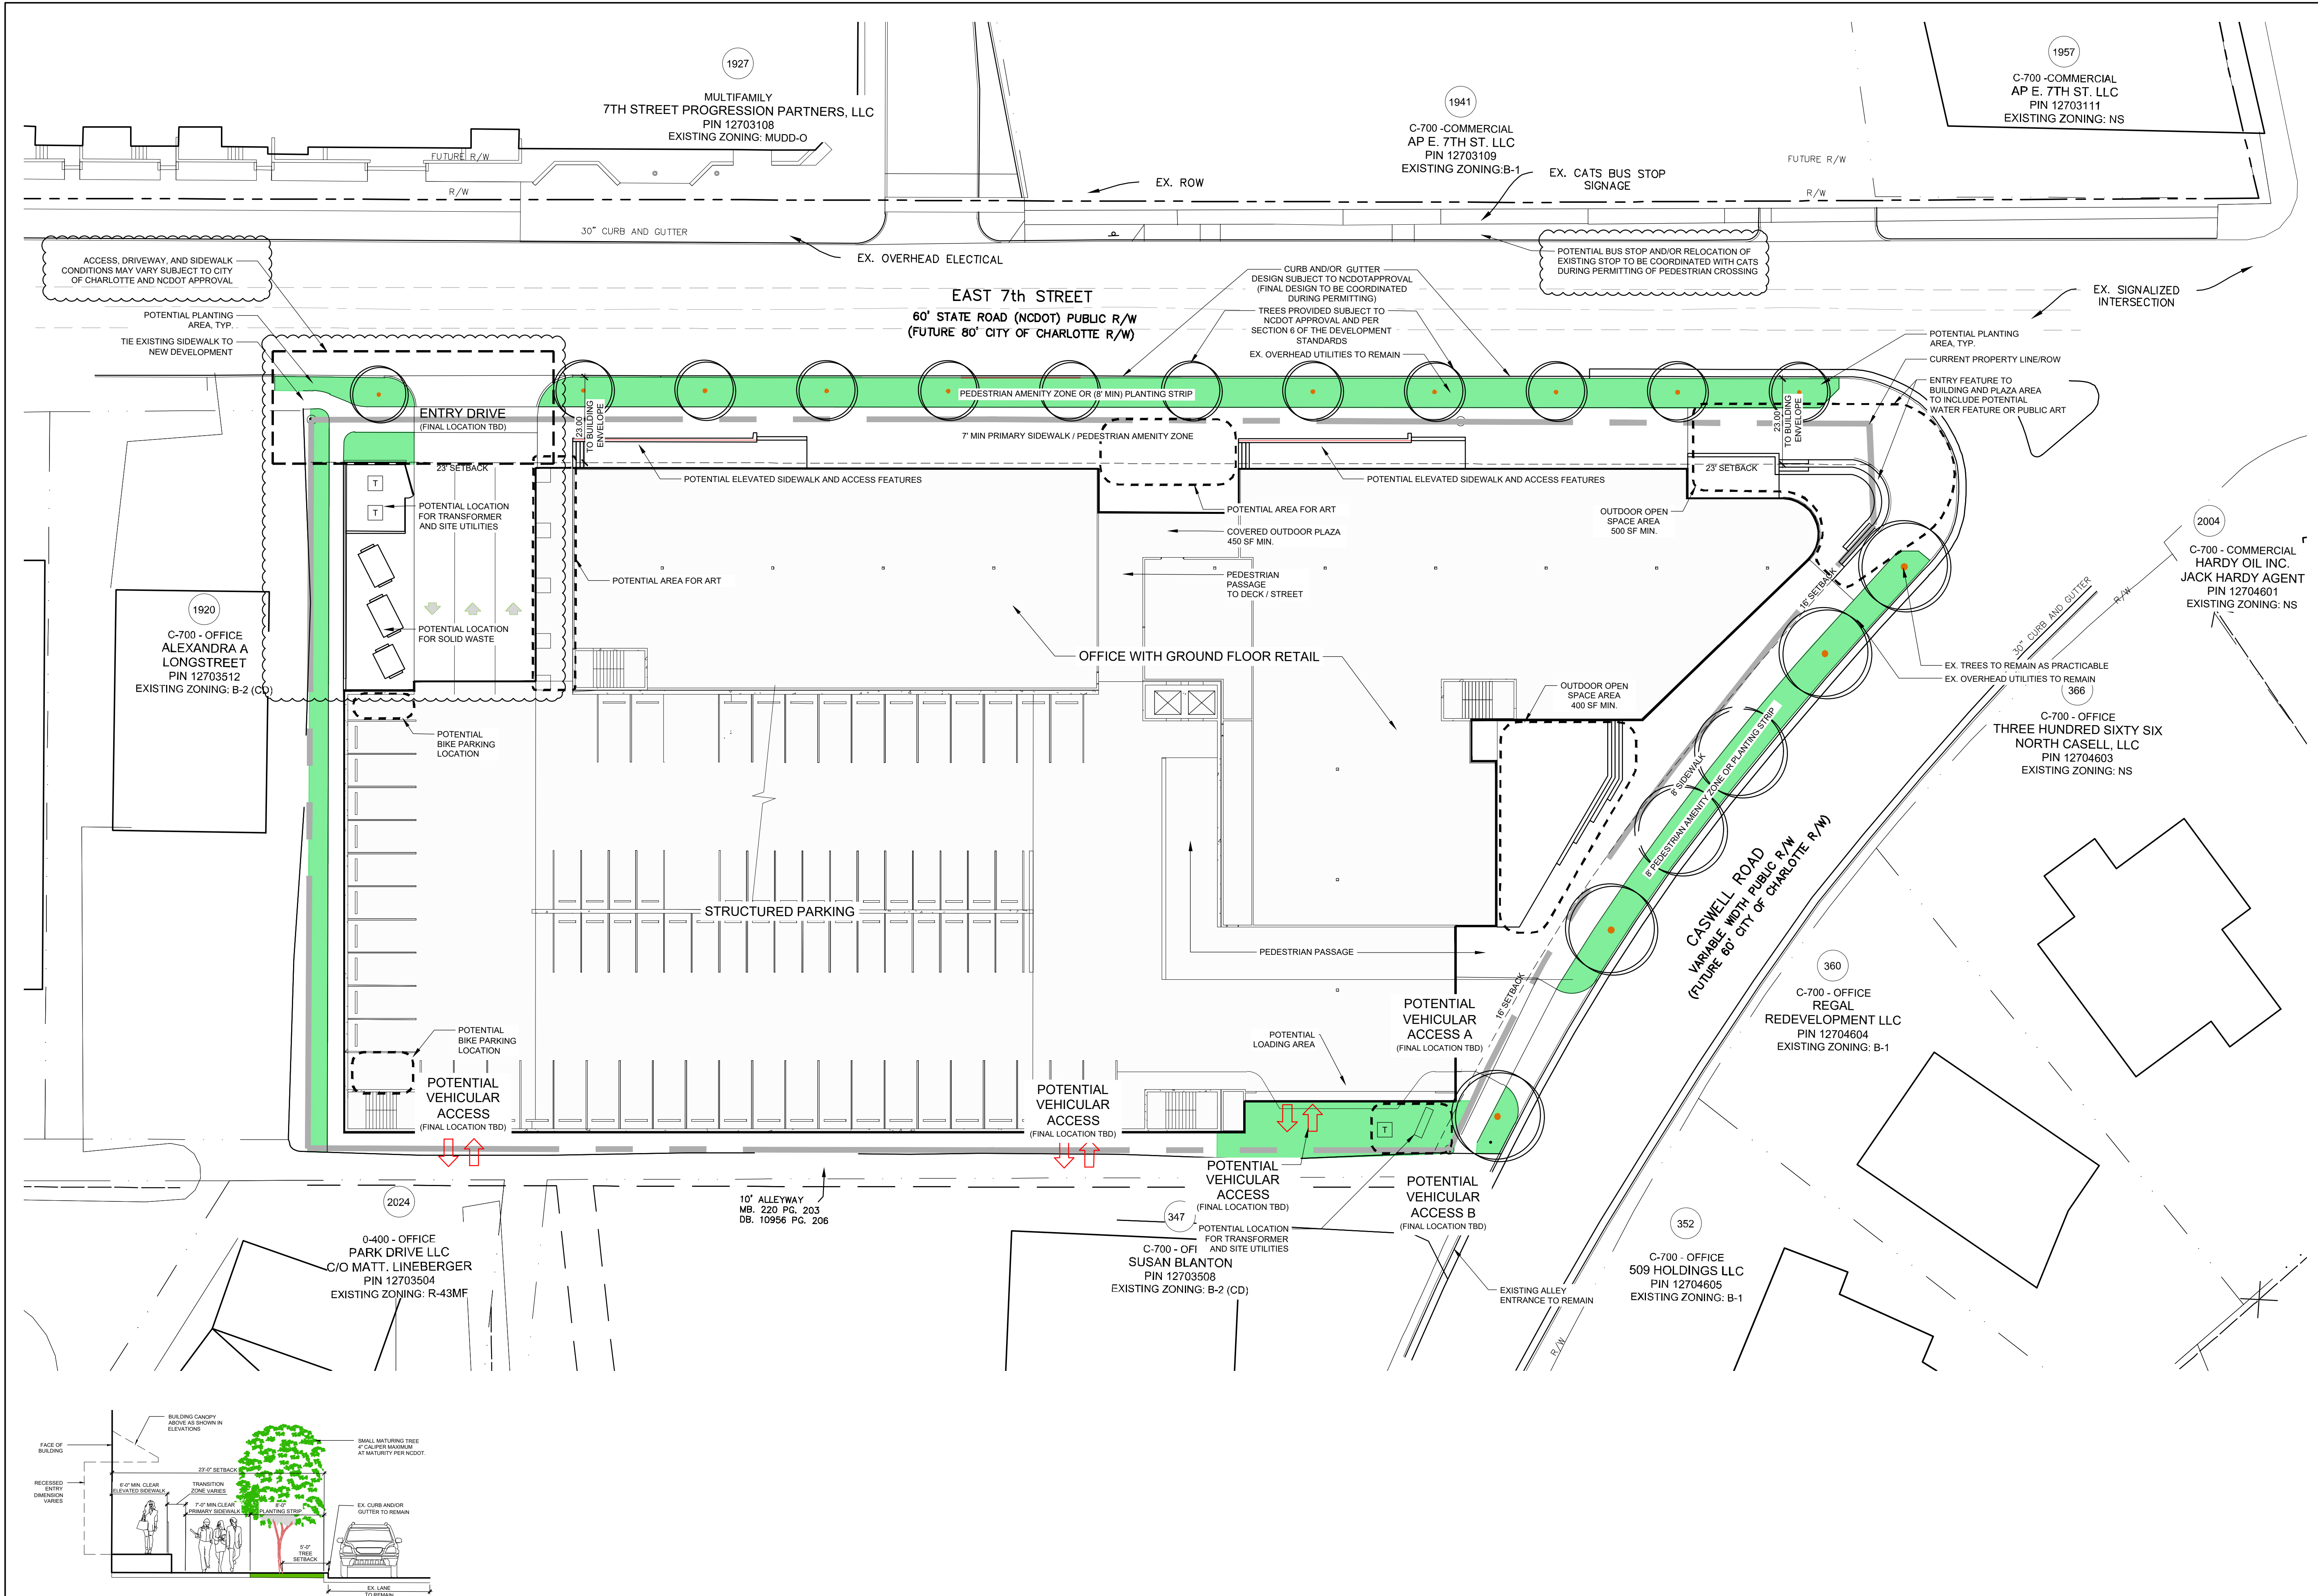 1927
MULTIFAMILY
7TH STREET PROGRESSION PARTNERS, LLC
PIN 12703108
EXISTING ZONING: MUDD-O
1941
C-700 -COMMERCIAL
AP E. 7TH ST. LLC
PIN 12703109
EXISTING ZONING:B-1
1957
C-700 -COMMERCIAL
AP E. 7TH ST. LLC
PIN 12703111
EXISTING ZONING: NS
FUTURE R/W
R/W
EX. ROW
EX. CATS BUS STOP
SIGNAGE
FUTURE R/W
R/W
30" CURB AND GUTTER
EX. OVERHEAD ELECTICAL
ACCESS, DRIVEWAY, AND SIDEWALK
CONDITIONS MAY VARY SUBJECT TO CITY
OF CHARLOTTE AND NCDOT APPROVAL
POTENTIAL BUS STOP AND/OR RELOCATION OF
EXISTING STOP TO BE COORDINATED WITH CATS
DURING PERMITTING OF PEDESTRIAN CROSSING
CURB AND/OR GUTTER
DESIGN SUBJECT TO NCDOTAPPROVAL
(FINAL DESIGN TO BE COORDINATED
DURING PERMITTING)
EAST 7th STREET
60' STATE ROAD (NCDOT) PUBLIC R/W
(FUTURE 80' CITY OF CHARLOTTE R/W)
TREES PROVIDED SUBJECT TO
NCDOT APPROVAL AND PER
SECTION 6 OF THE DEVELOPMENT
STANDARDS
EX. OVERHEAD UTILITIES TO REMAIN
EX. SIGNALIZED
INTERSECTION
POTENTIAL PLANTING
AREA, TYP.
TIE EXISTING SIDEWALK TO
NEW DEVELOPMENT
POTENTIAL PLANTING
AREA, TYP.
CURRENT PROPERTY LINE/ROW
ENTRY FEATURE TO
BUILDING AND PLAZA AREA
TO INCLUDE POTENTIAL
WATER FEATURE OR PUBLIC ART
PEDESTRIAN AMENITY ZONE OR (8' MIN) PLANTING STRIP
ENTRY DRIVE
(FINAL LOCATION TBD)
23.00
TO BUILDING
ENVELOPE
7' MIN PRIMARY SIDEWALK / PEDESTRIAN AMENITY ZONE
23.00
TO BUILDING
ENVELOPE
23' SETBACK
23' SETBACK
T
T
POTENTIAL ELEVATED SIDEWALK AND ACCESS FEATURES
POTENTIAL ELEVATED SIDEWALK AND ACCESS FEATURES
POTENTIAL LOCATION
FOR TRANSFORMER
AND SITE UTILITIES
POTENTIAL AREA FOR ART
OUTDOOR OPEN
SPACE AREA
500 SF MIN.
COVERED OUTDOOR PLAZA
450 SF MIN.
2004
C-700 - COMMERCIAL
HARDY OIL INC.
JACK HARDY AGENT
PIN 12704601
EXISTING ZONING: NS
POTENTIAL AREA FOR ART
PEDESTRIAN
PASSAGE
TO DECK / STREET
16' SETBACK
30" CURB AND GUTTER
R/W
1920
C-700 - OFFICE
ALEXANDRA A
LONGSTREET
PIN 12703512
EXISTING ZONING: B-2 (CD)
POTENTIAL LOCATION
FOR SOLID WASTE
OFFICE WITH GROUND FLOOR RETAIL
EX. TREES TO REMAIN AS PRACTICABLE
EX. OVERHEAD UTILITIES TO REMAIN
366
C-700 - OFFICE
THREE HUNDRED SIXTY SIX
NORTH CASELL, LLC
PIN 12704603
EXISTING ZONING: NS
OUTDOOR OPEN
SPACE AREA
400 SF MIN.
POTENTIAL
BIKE PARKING
LOCATION
8' SIDEWALK
8' PEDESTRIAN AMENITY ZONE OR PLANTING STRIP
CASWELL ROAD
VARIABLE WIDTH PUBLIC R/W
(FUTURE 60' CITY OF CHARLOTTE R/W)
STRUCTURED PARKING
PEDESTRIAN PASSAGE
360
C-700 - OFFICE
REGAL
REDEVELOPMENT LLC
PIN 12704604
EXISTING ZONING: B-1
16' SETBACK
POTENTIAL
VEHICULAR
ACCESS A
(FINAL LOCATION TBD)
POTENTIAL
LOADING AREA
POTENTIAL
BIKE PARKING
LOCATION
POTENTIAL
VEHICULAR
ACCESS
(FINAL LOCATION TBD)
POTENTIAL
VEHICULAR
ACCESS
(FINAL LOCATION TBD)
T
POTENTIAL
VEHICULAR
ACCESS
(FINAL LOCATION TBD)
POTENTIAL
VEHICULAR
ACCESS B
(FINAL LOCATION TBD)
10' ALLEYWAY
MB. 220 PG. 203
DB. 10956 PG. 206
2024
0-400 - OFFICE
PARK DRIVE LLC
C/O MATT. LINEBERGER
PIN 12703504
EXISTING ZONING: R-43MF
347
POTENTIAL LOCATION
FOR TRANSFORMER
AND SITE UTILITIES
C-700 - OFI
SUSAN BLANTON
PIN 12703508
EXISTING ZONING: B-2 (CD)
352
C-700 - OFFICE
509 HOLDINGS LLC
PIN 12704605
EXISTING ZONING: B-1
EXISTING ALLEY
ENTRANCE TO REMAIN
R/W
BUILDING CANOPY
ABOVE AS SHOWN IN
ELEVATIONS
FACE OF
BUILDING
SMALL MATURING TREE
4" CALIPER MAXIMUM
AT MATURITY PER NCDOT.
23'-0" SETBACK
RECESSED
ENTRY
DIMENSION
VARIES
6'-0" MIN. CLEAR
ELEVATED SIDEWALK
TRANSITION
ZONE VARIES
7'-0" MIN.CLEAR
PRIMARY SIDEWALK
8'-0"
PLANTING STRIP
EX. CURB AND/OR
GUTTER TO REMAIN
5'-0"
TREE
SETBACK
EX. LANE
TO REMAIN